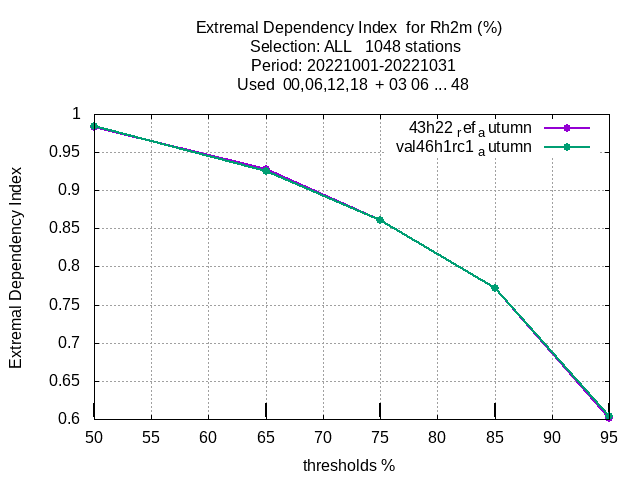 Extremal Dependency Index  for Rh2m (%)
Selection: ALL   1048 stations
Period: 20221001-20221031
Used  00,06,12,18  + 03 06 ... 48
43h22 ref autumn
val46h1rc1 autumn
1
0.95
0.9
0.85
0.8
0.75
0.7
0.65
0.6
Extremal Dependency Index
50 55 60 65 70 75 80 85 90 95
thresholds %